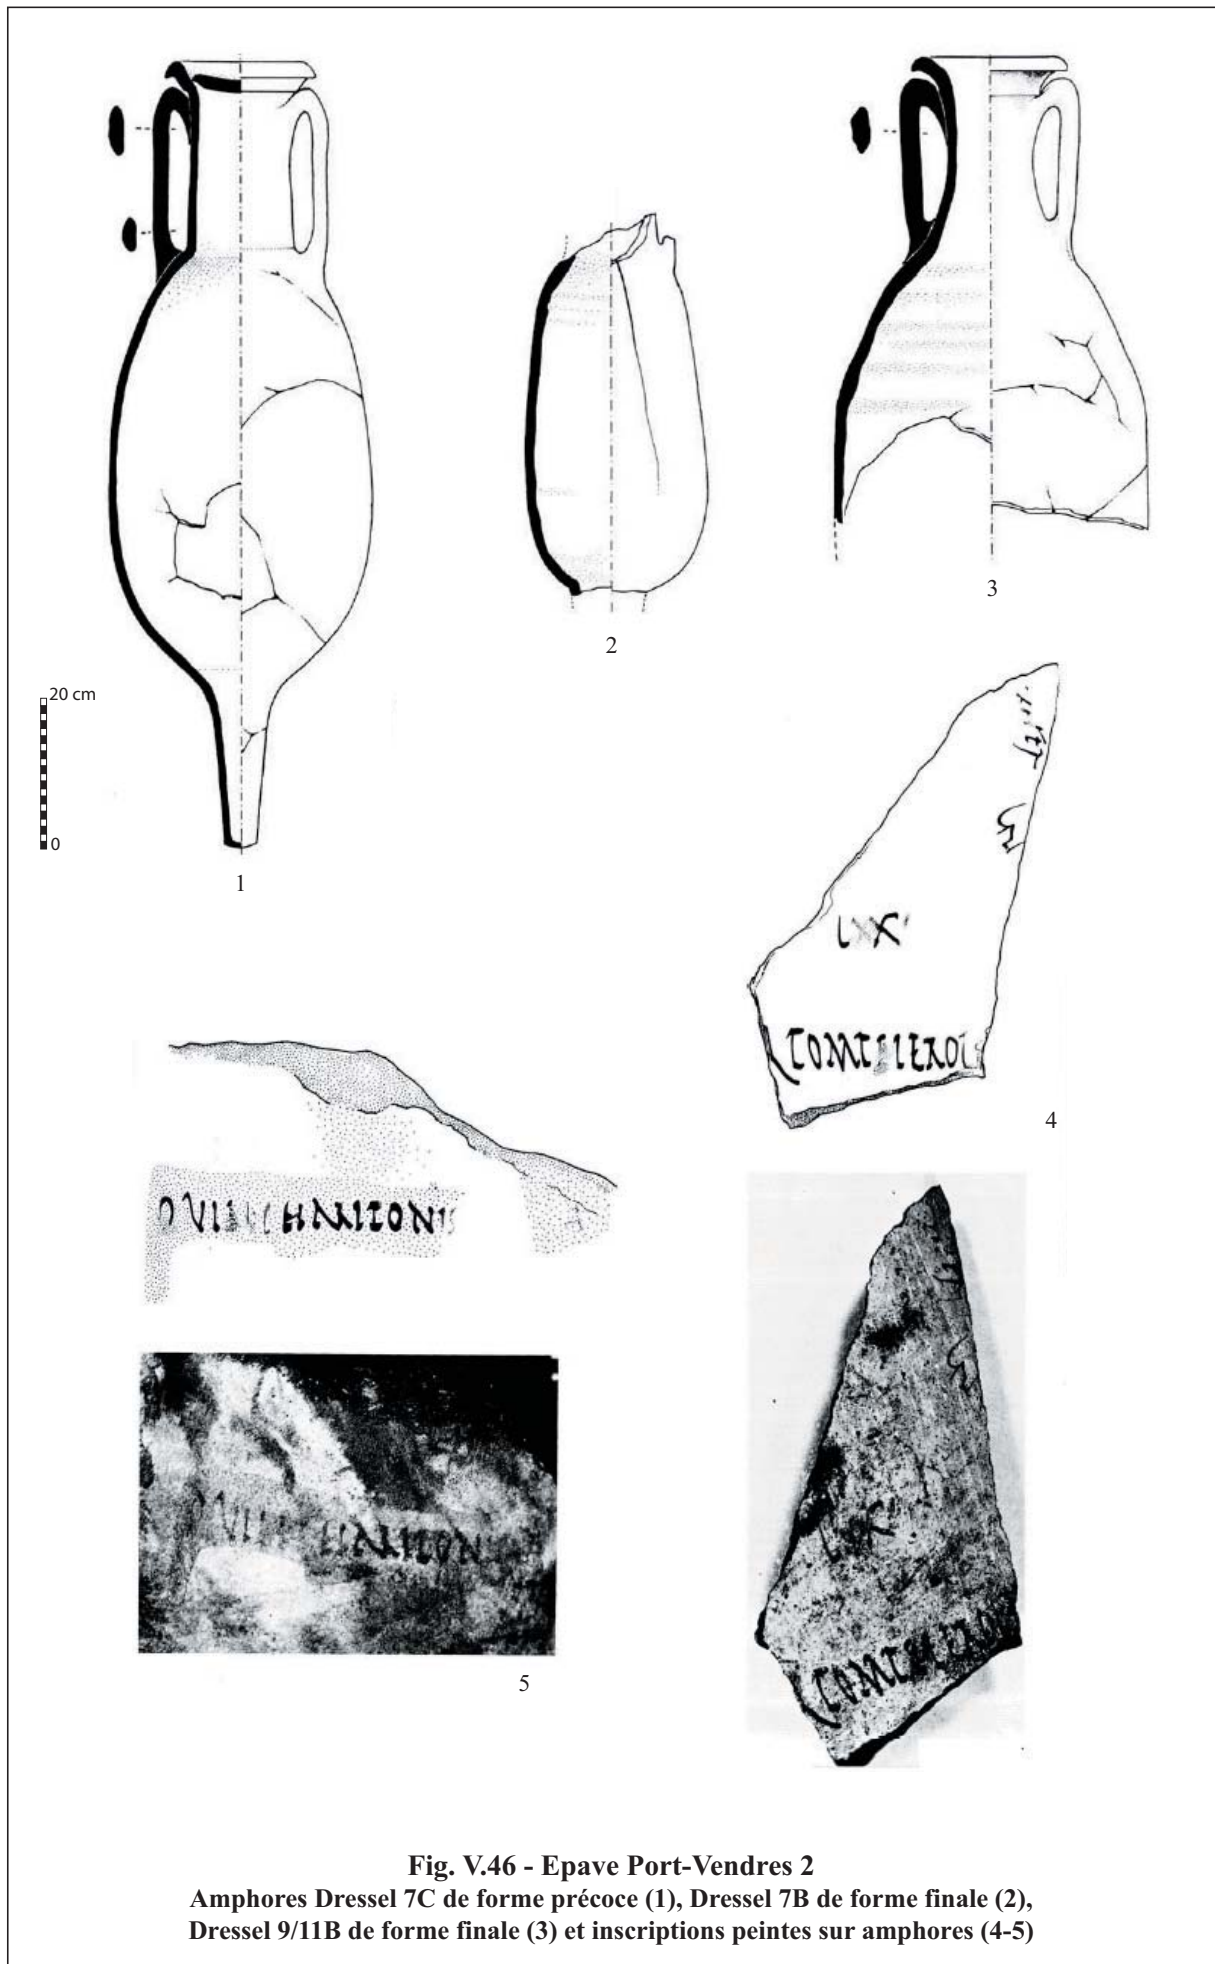 1
2
3
20 cm
0
LXX
4
5
Fig. V.46 - Epave Port-Vendres 2
Amphores Dressel 7C de forme précoce (1), Dressel 7B de forme finale (2),
Dressel 9/11B de forme finale (3) et inscriptions peintes sur amphores (4-5)